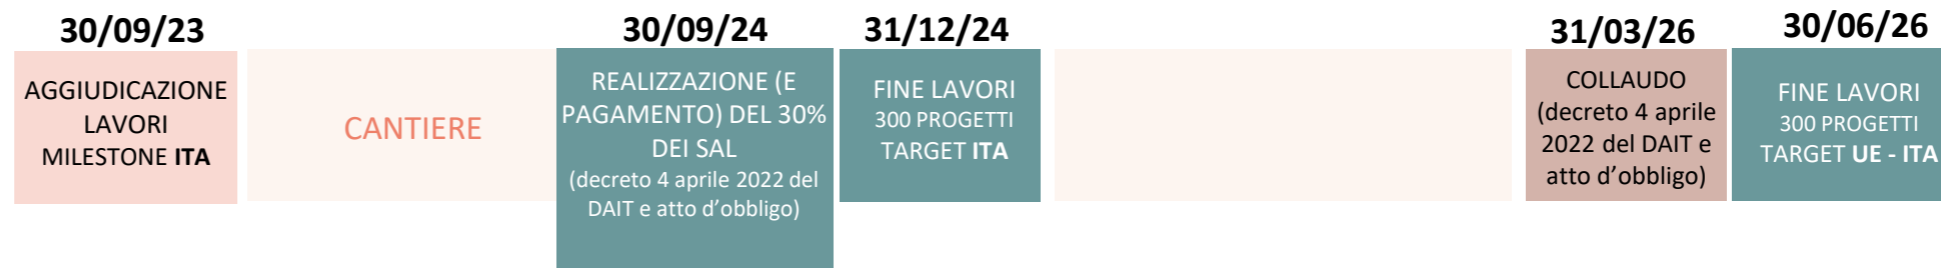 30/09/23
AGGIUDICAZIONE
LAVORI
MILESTONE ITA
CANTIERE
30/09/24
REALIZZAZIONE (E
PAGAMENTO) DEL 30%
DEI SAL
(decreto 4 aprile 2022 del
DAIT e atto d’obbligo)
31/12/24
FINE LAVORI
300 PROGETTI
TARGET ITA
31/03/26
COLLAUDO
(decreto 4 aprile
2022 del DAIT e
atto d’obbligo)
30/06/26
FINE LAVORI
300 PROGETTI
TARGET UE - ITA